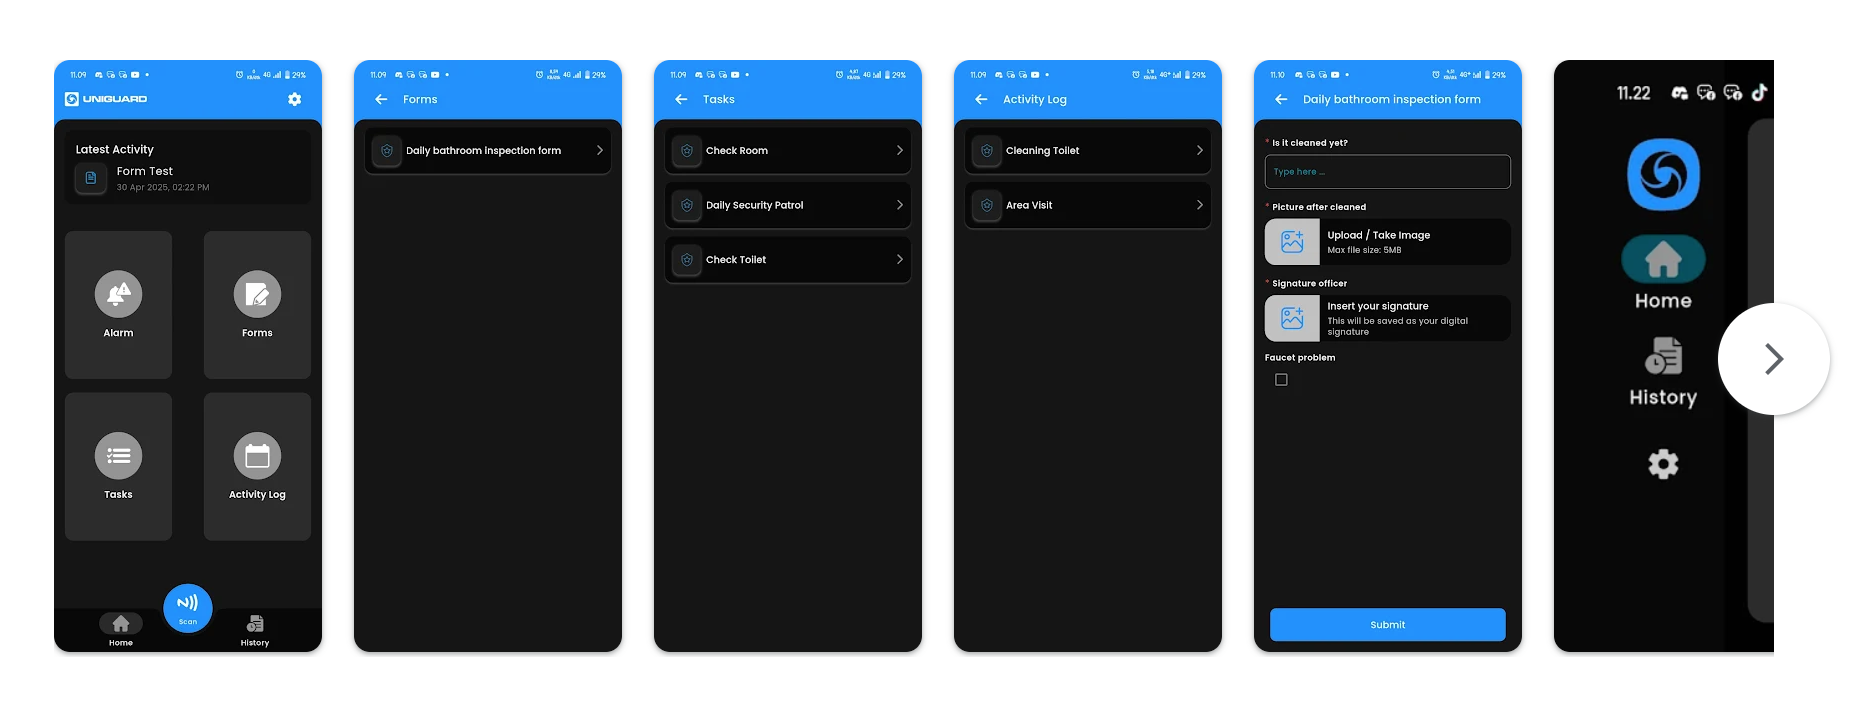 11.09
4G 29%
UNIGUARD
Latest Activity
Form Test
30 Apr 2025, 02:22 PM
Alarm
Forms
Tasks
Activity Log
Scan
Home
History
11.09
4G 29%
Forms
Daily bathroom inspection form
11.09
4G 29%
Tasks
Check Room
Daily Security Patrol
Check Toilet
11.09
4G+ 29%
Activity Log
Cleaning Toilet
Area Visit
11.10
4G+ 29%
Daily bathroom inspection form
* Is it cleaned yet?
Type here ...
* Picture after cleaned
Upload / Take Image
Max file size: 5MB
* Signature officer
Insert your signature
This will be saved as your digital
signature
Faucet problem
Submit
11.22
Home
History